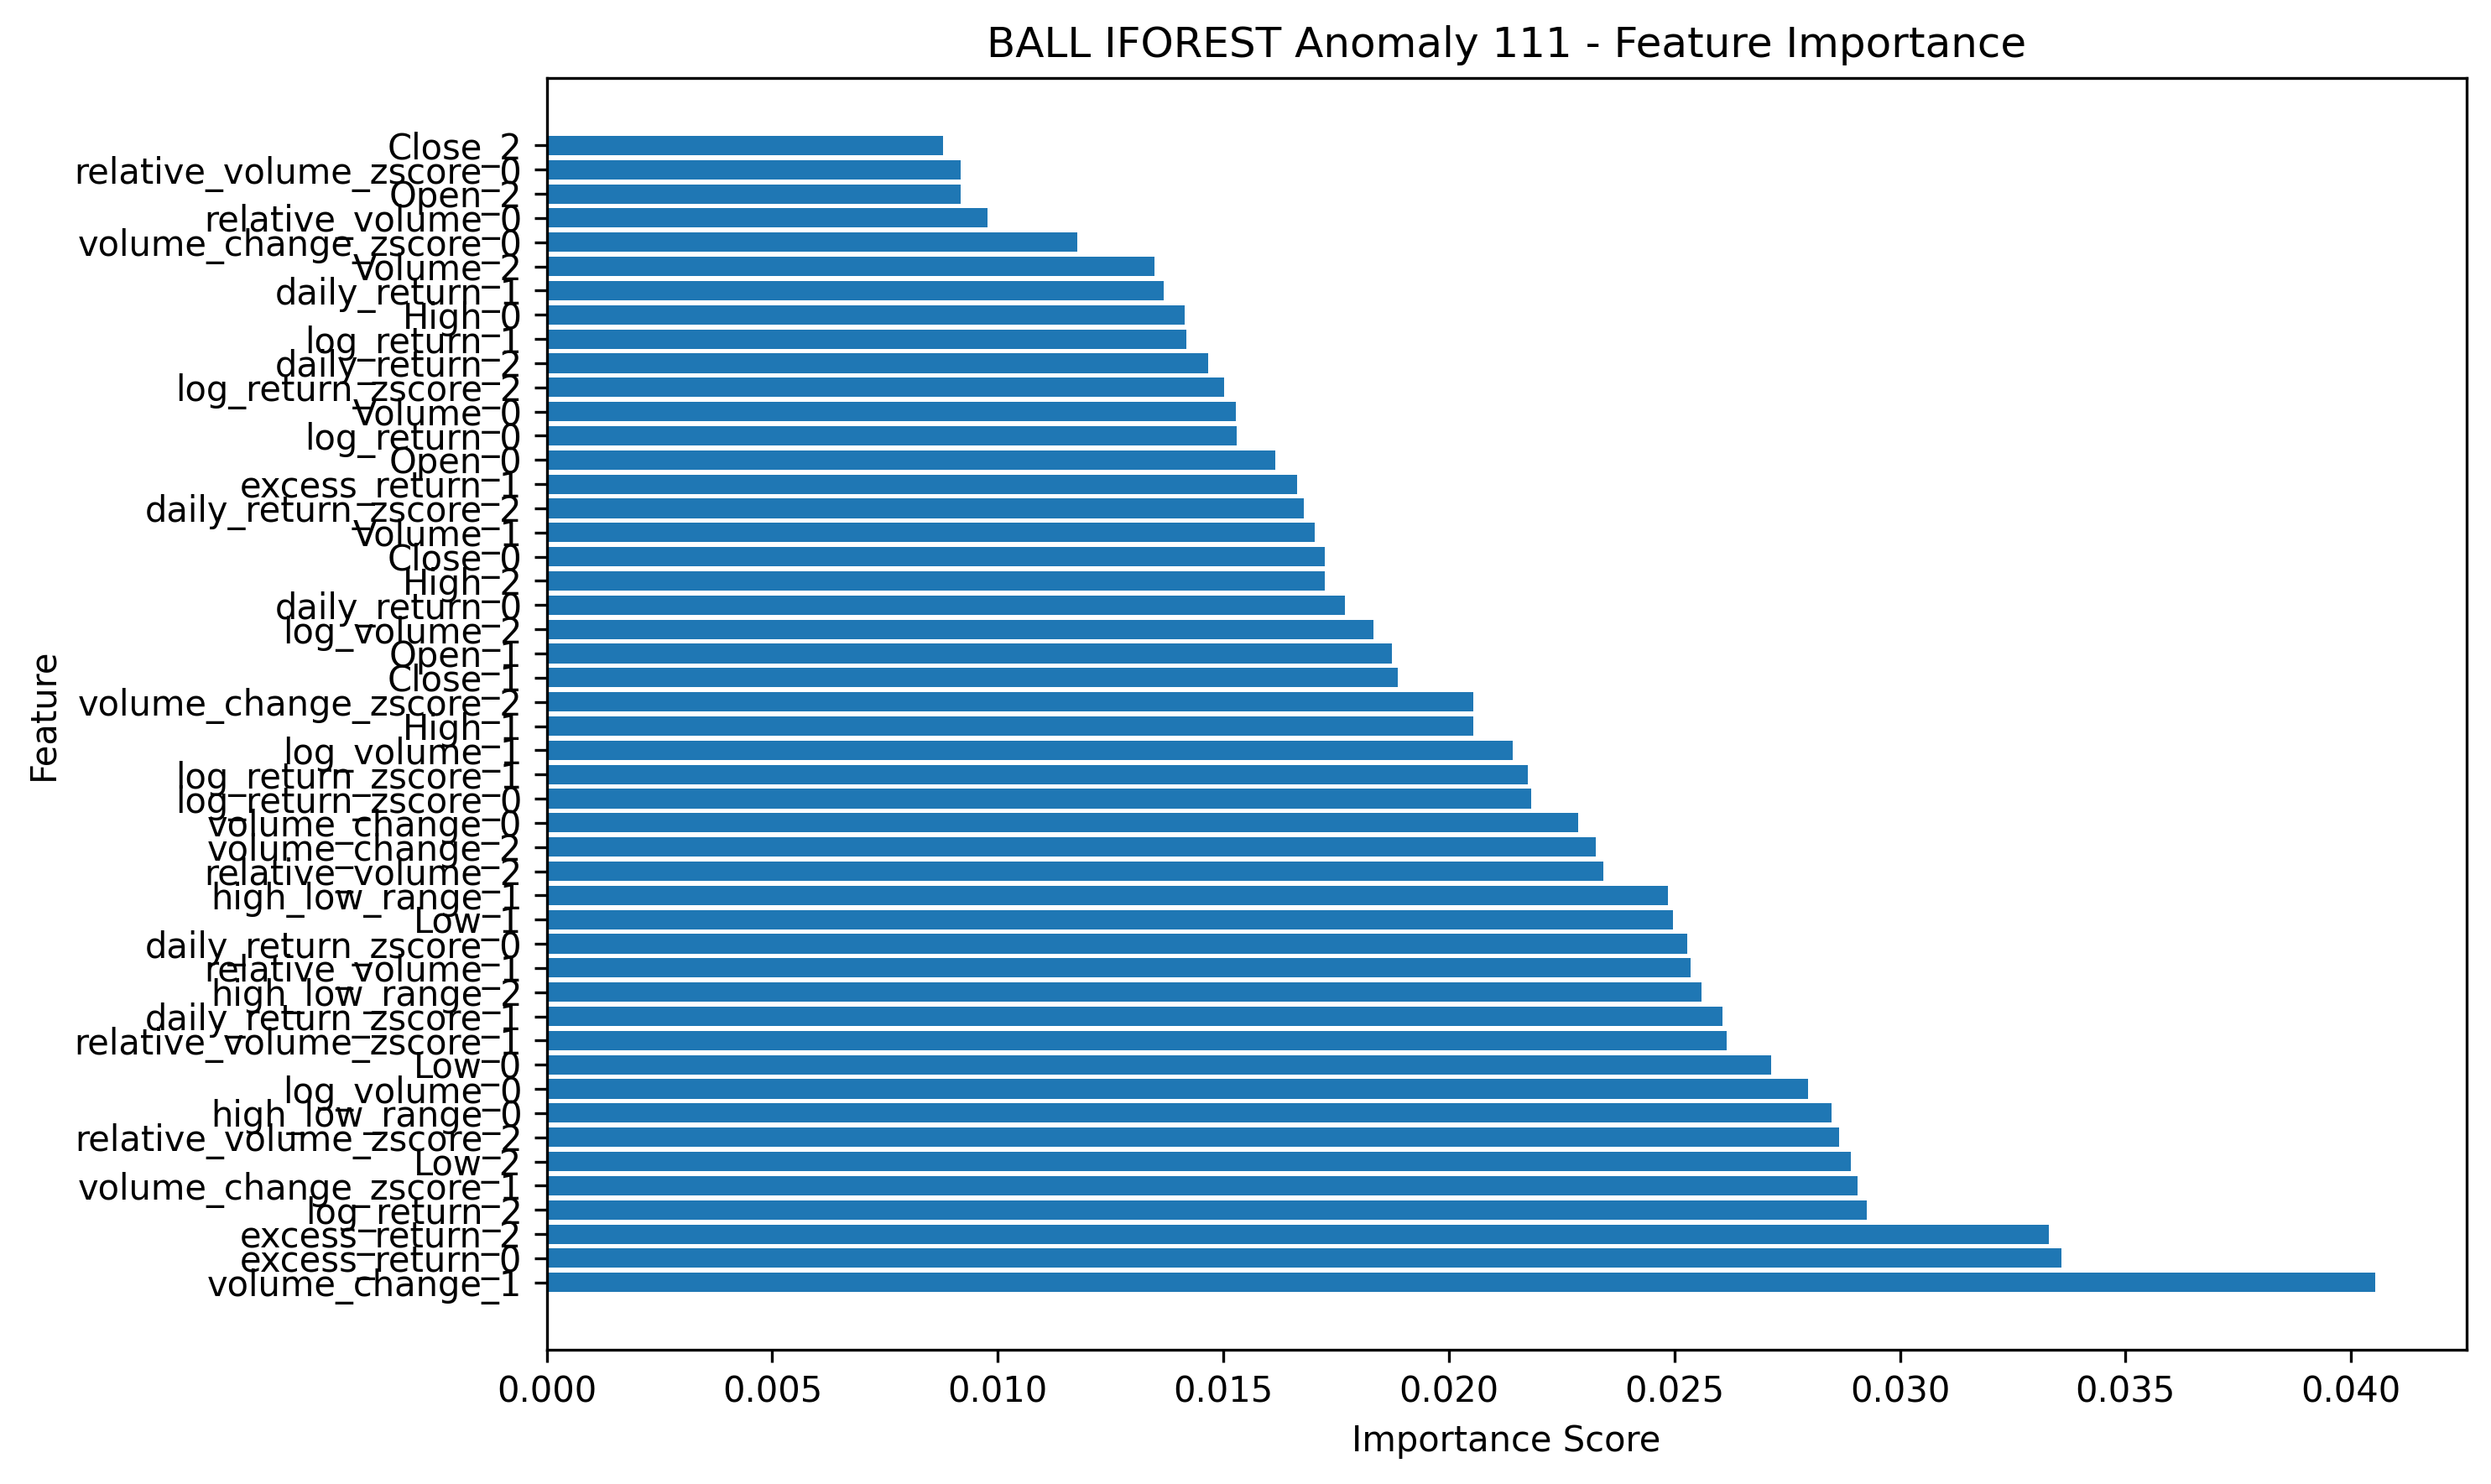 BALL IFOREST Anomaly 111 - Feature Importance
Close_2
relative_volume_zscore_0
Open_2
relative_volume_0
volume_change_zscore_0
Volume_2
daily_return_1
High_0
log_return_1
daily_return_2
log_return_zscore_2
Volume_0
log_return_0
Open_0
excess_return_1
daily_return_zscore_2
Volume_1
Close_0
High_2
daily_return_0
log_volume_2
Open_1
Close_1
volume_change_zscore_2
High_1
log_volume_1
log_return_zscore_1
log_return_zscore_0
volume_change_0
volume_change_2
relative_volume_2
high_low_range_1
Low_1
daily_return_zscore_0
relative_volume_1
high_low_range_2
daily_return_zscore_1
relative_volume_zscore_1
Low_0
log_volume_0
high_low_range_0
relative_volume_zscore_2
Low_2
volume_change_zscore_1
log_return_2
excess_return_2
excess_return_0
volume_change_1
Feature
0.000 0.005 0.010 0.015 0.020 0.025 0.030 0.035 0.040
Importance Score